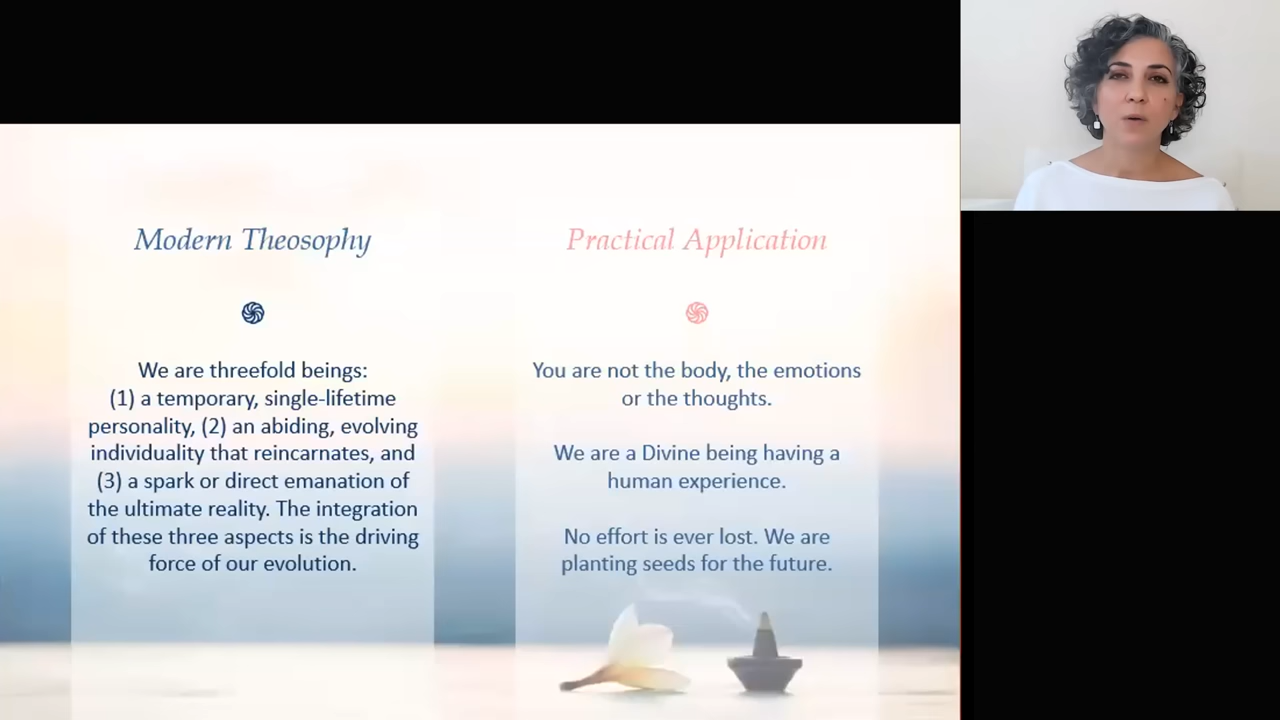 Modern Theosophy
We are threefold beings:
(1) a temporary, single-lifetime
personality, (2) an abiding, evolving
individuality that reincarnates, and
(3) a spark or direct emanation of
the ultimate reality. The integration
of these three aspects is the driving
force of our evolution.
Practical Application
You are not the body, the emotions
or the thoughts.
We are a Divine being having a
human experience.
No effort is ever lost. We are
planting seeds for the future.